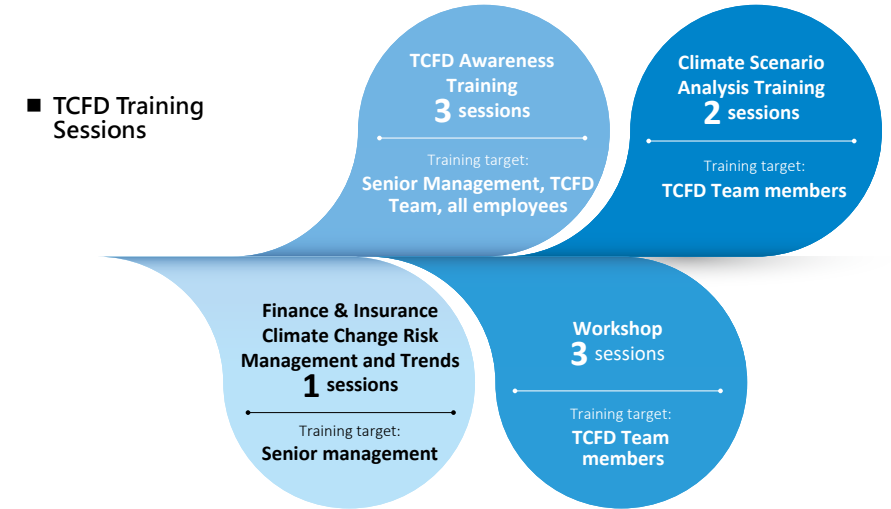 ■ TCFD Training
Sessions
TCFD Awareness
Training
3 sessions
Training target:
Senior Management, TCFD
Team, all employees
Climate Scenario
Analysis Training
2 sessions
Training target:
TCFD Team members
Finance & Insurance
Climate Change Risk
Management and Trends
1 sessions
Training target:
Senior management
Workshop
3 sessions
Training target:
TCFD Team
members